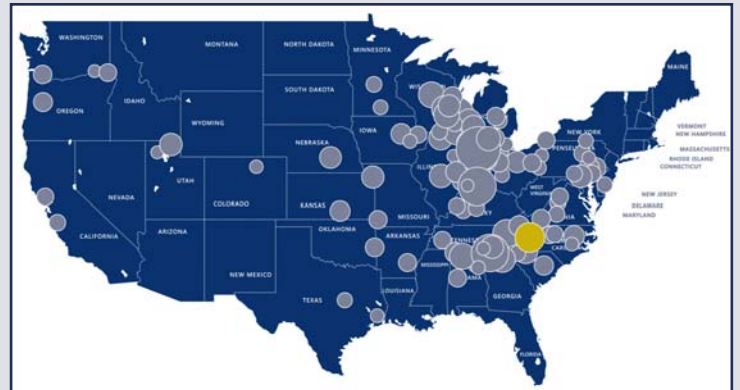 WASHINGTON
MONTANA
NORTH DAKOTA
MINNESOTA
MAINE
OREGON
IDAHO
SOUTH DAKOTA
WYOMING
IOWA
NEBRASKA
NEW YORK
VERMONT
NEW HAMPSHIRE
MASSACHUSETTS
RHODE ISLAND
CONNECTICUT
NEVADA
UTAH
COLORADO
KANSAS
MISSOURI
WEST
NEW JERSEY
DELAWARE
MARYLAND
CALIFORNIA
ARIZONA
NEW MEXICO
OKLAHOMA
ARKANSAS
MISSISSIPPI
GEORGIA
TEXAS
LOUISIANA
FLORIDA